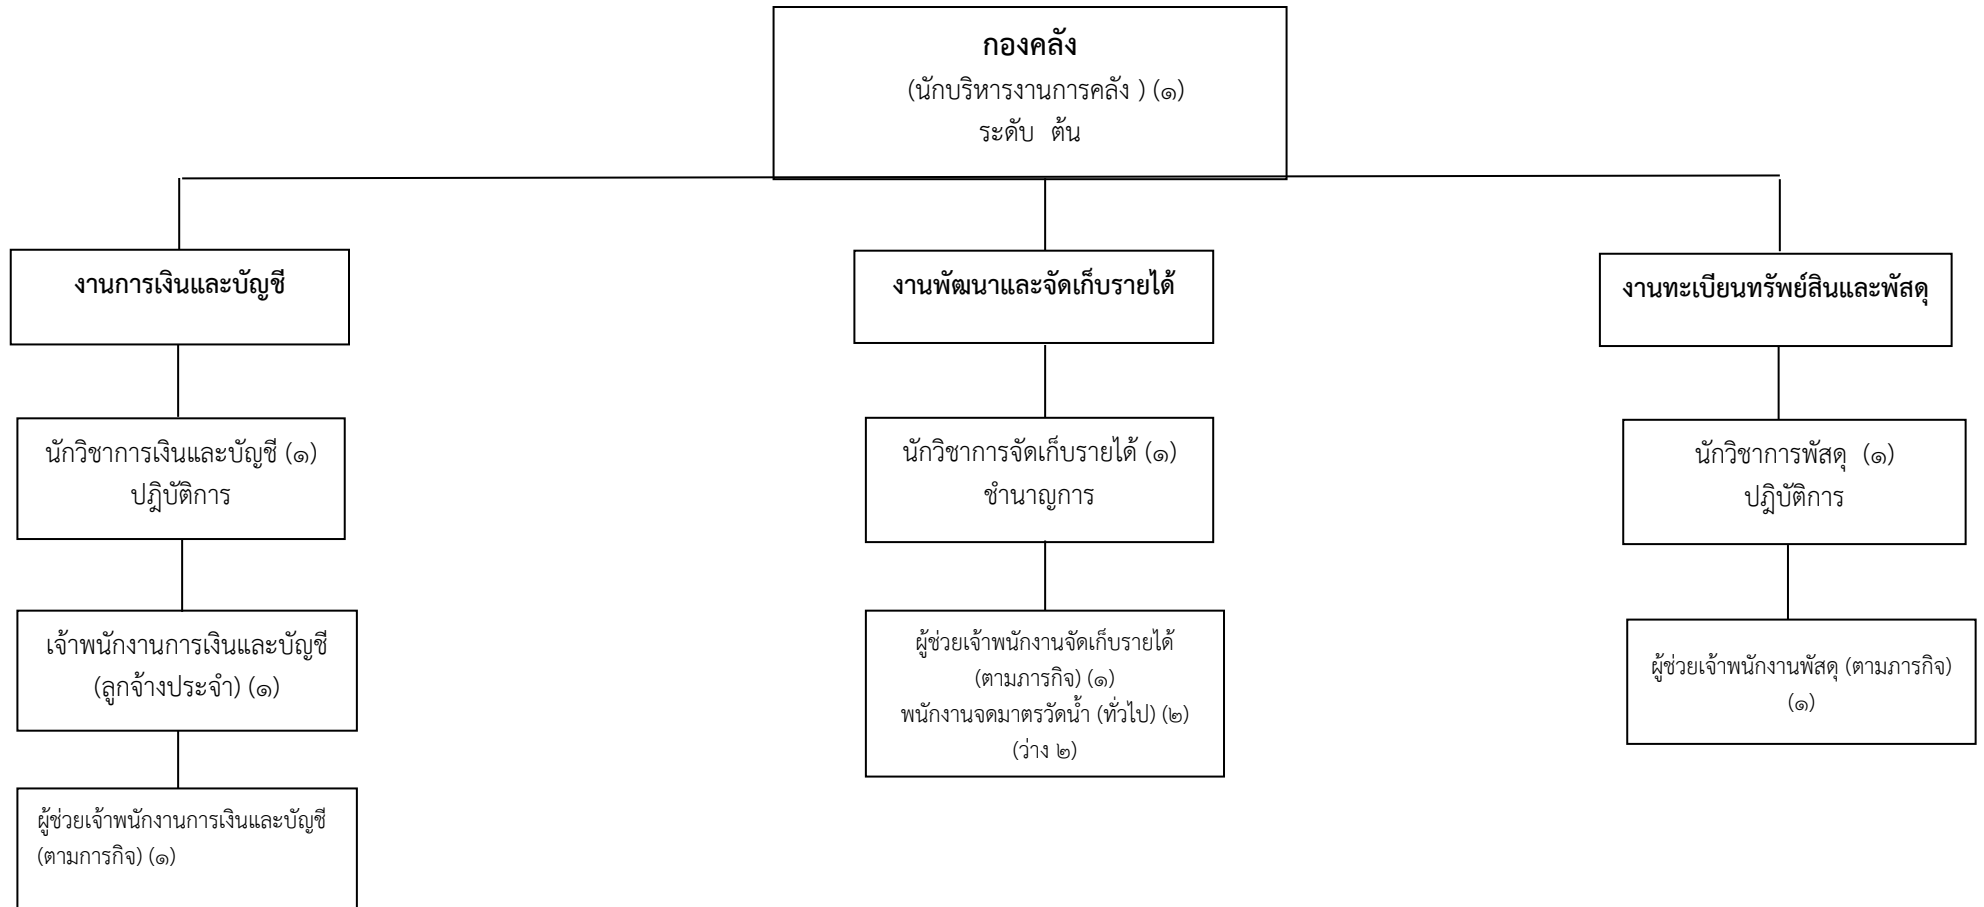 กองคลัง
(นักบริหารงานการคลัง ) (๑)
ระดับ ต้น
งานการเงินและบัญชี
งานพัฒนาและจัดเก็บรายได้
งานทะเบียนทรัพย์สินและพัสดุ
นักวิชาการเงินและบัญชี (๑)
ปฎิบัติการ
นักวิชาการจัดเก็บรายได้ (๑)
ชำนาญการ
นักวิชาการพัสดุ (๑)
ปฎิบัติการ
เจ้าพนักงานการเงินและบัญชี
(ลูกจ้างประจำ) (๑)
ผู้ช่วยเจ้าพนักงานจัดเก็บรายได้
(ตามภารกิจ) (๑)
พนักงานจดมาตรวัดน้ำ (ทั่วไป) (๒)
(ว่าง ๒)
ผู้ช่วยเจ้าพนักงานพัสดุ (ตามภารกิจ)
(๑)
ผู้ช่วยเจ้าพนักงานการเงินและบัญชี
(ตามการกิจ) (๑)